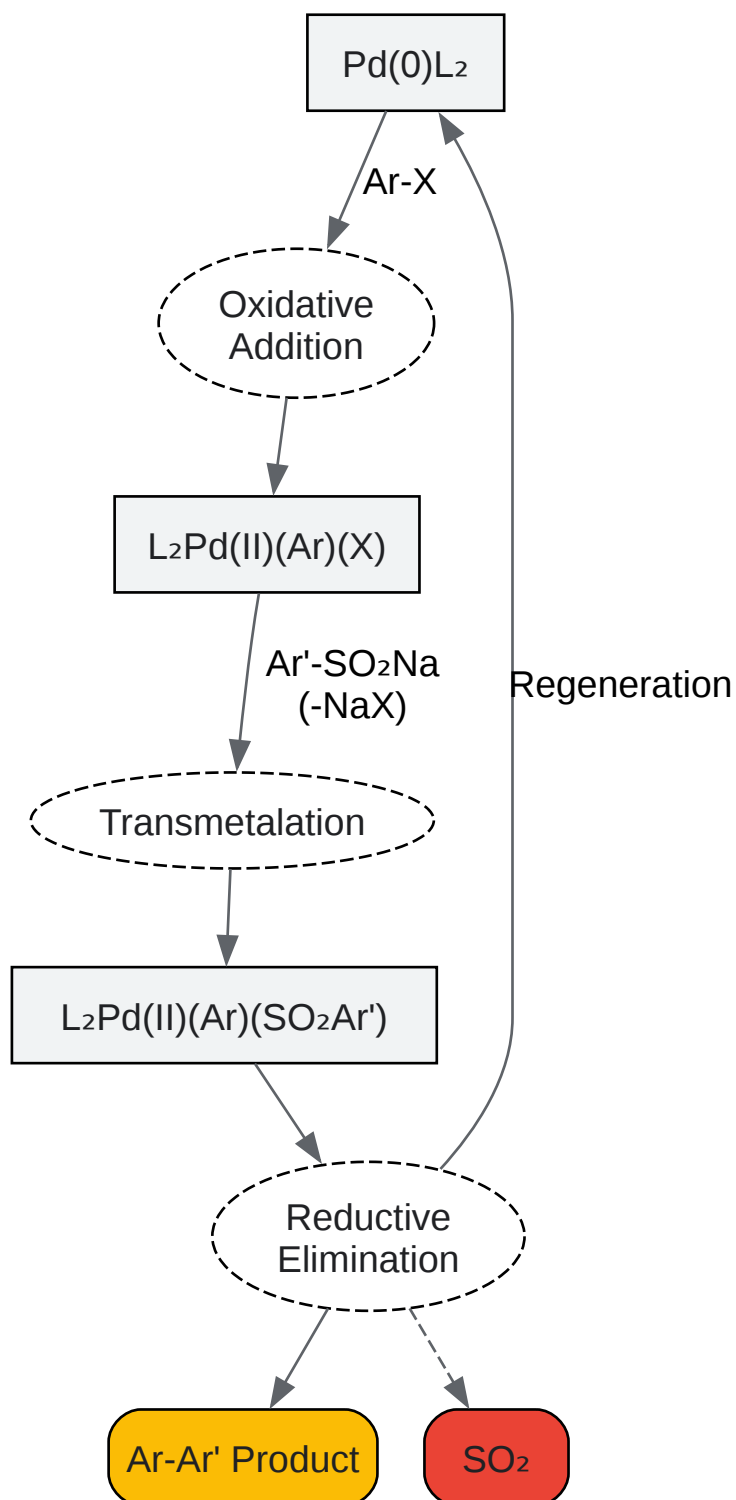 Pd(0)L₂
Ar-X
Oxidative
Addition
L₂Pd(II)(Ar)(X)
Ar'-SO₂Na
(-NaX)
Regeneration
Transmetalation
L₂Pd(II)(Ar)(SO₂Ar')
Reductive
Elimination
Ar-Ar' Product
SO₂